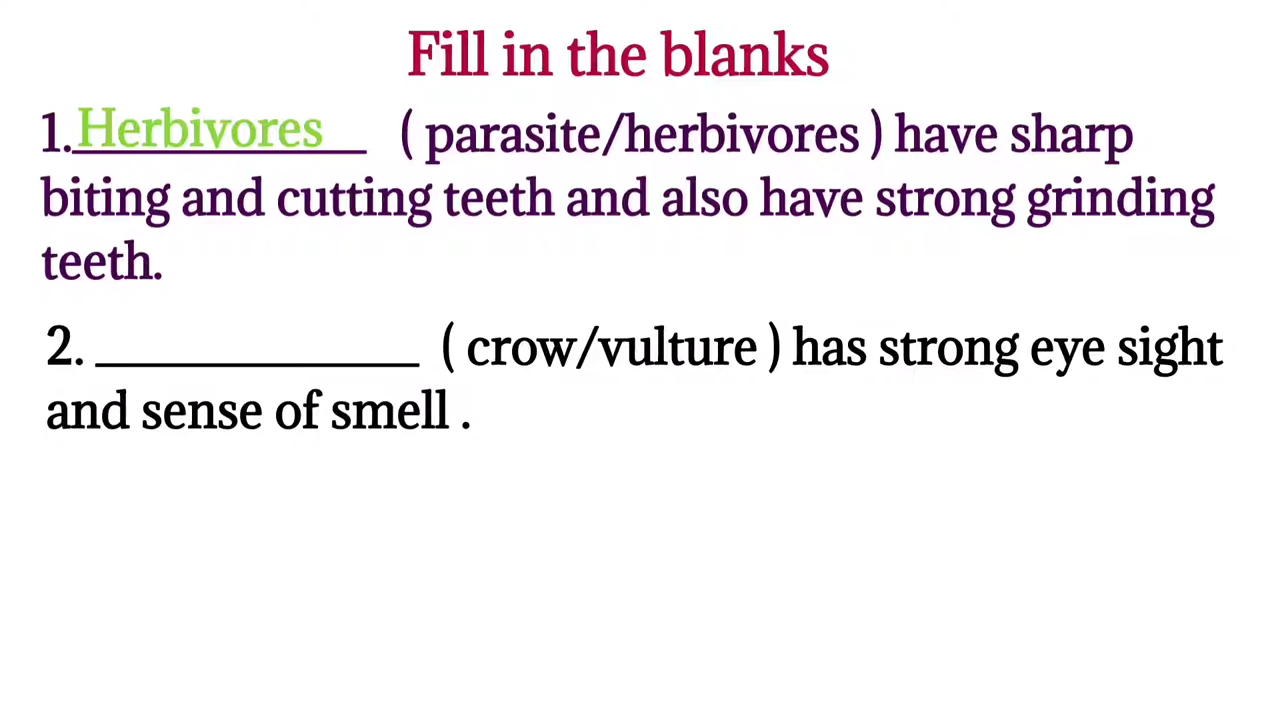 Fill in the blanks
1.Herbivores ( parasite/herbivores ) have sharp
biting and cutting teeth and also have strong grinding
teeth.
2. ______________ ( crow/vulture ) has strong eye sight
and sense of smell .